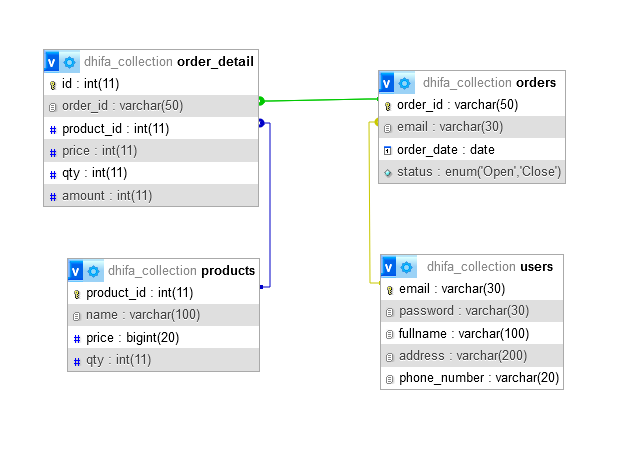 v dhifa_collection order_detail
id : int(11)
order_id : varchar(50)
product_id : int(11)
price : int(11)
qty : int(11)
amount : int(11)
v dhifa_collection orders
order_id : varchar(50)
email : varchar(30)
order_date : date
status : enum('Open','Close')
v dhifa_collection products
product_id : int(11)
name : varchar(100)
price : bigint(20)
qty : int(11)
v dhifa_collection users
email : varchar(30)
password : varchar(30)
fullname : varchar(100)
address : varchar(200)
phone_number : varchar(20)